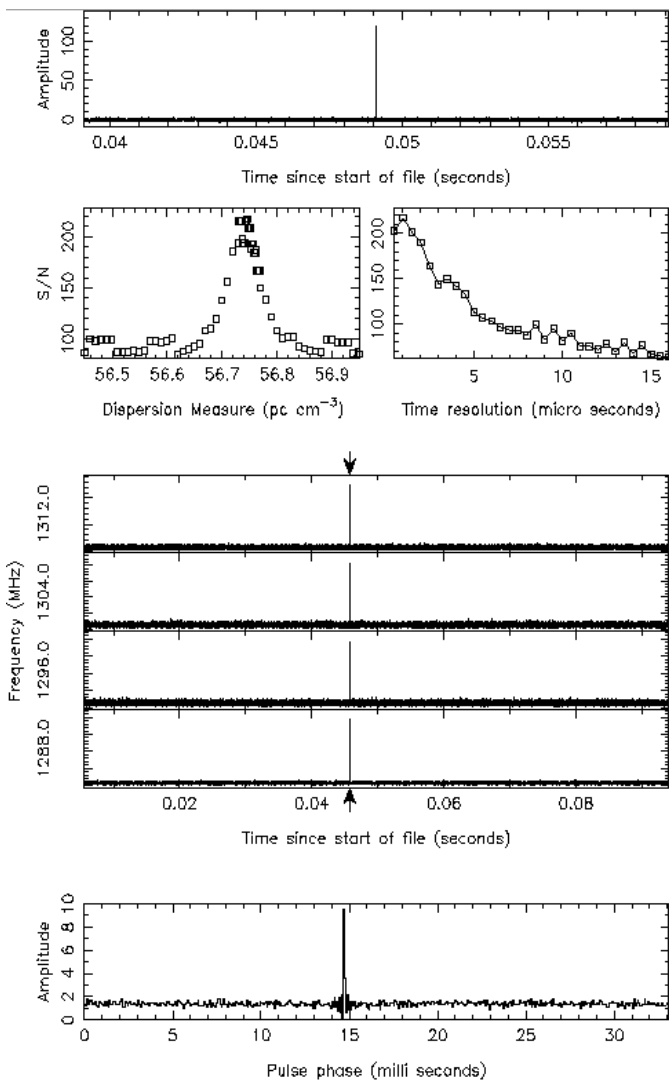 Amplitude
0 50 100
0.04 0.045 0.05 0.055
Time since start of file (seconds)
S/N
100 150 200
56.5 56.6 56.7 56.8 56.9
Dispersion Measure (pc cm⁻³)
100 150 200
5 10 15
Time resolution (micro seconds)
Frequency (MHz)
1312.0
1304.0
1296.0
1288.0
0.02 0.04 0.06 0.08
Time since start of file (seconds)
Amplitude
0 2 4 6 8 10
0 5 10 15 20 25 30
Pulse phase (milli seconds)